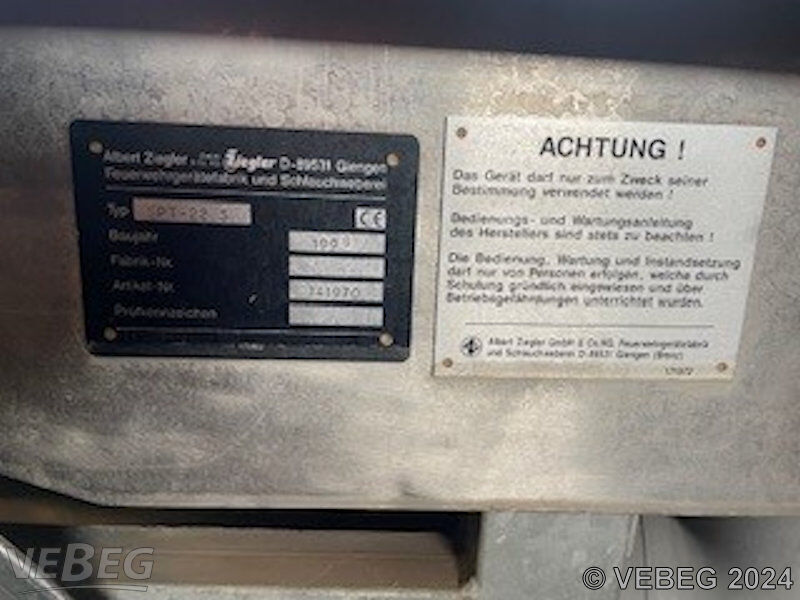 Albert Ziegler Ziegler D-89531 Giengen
Feuerwehrgerätefabrik und Schlauchweberei
Typ
CE
Baujahr
Fabrik-Nr.
Artikel-Nr. 741970
Prüfkennzeichen
ACHTUNG !
Das Gerät darf nur zum Zweck seiner
Bestimmung verwendet werden !
Bedienungs- und Wartungsanleitung
des Herstellers sind stets zu beachten !
Die Bedienung, Wartung und Instandsetzung
darf nur von Personen erfolgen, welche durch
Schulung gründlich eingewiesen und über
Betriebsgefährdungen unterrichtet wurden.
Albert Ziegler GmbH & Co.KG, Feuerwehrgerätefabrik
und Schlauchweberei D-89531 Giengen (Brenz)
VEBEG
© VEBEG 2024